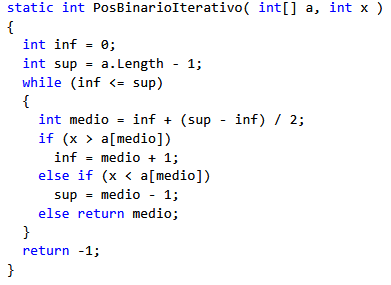 static int PosBinarioIterativo( int[] a, int x )
{
  int inf = 0;
  int sup = a.Length - 1;
  while (inf <= sup)
  {
    int medio = inf + (sup - inf) / 2;
    if (x > a[medio])
      inf = medio + 1;
    else if (x < a[medio])
      sup = medio - 1;
    else return medio;
  }
  return -1;
}